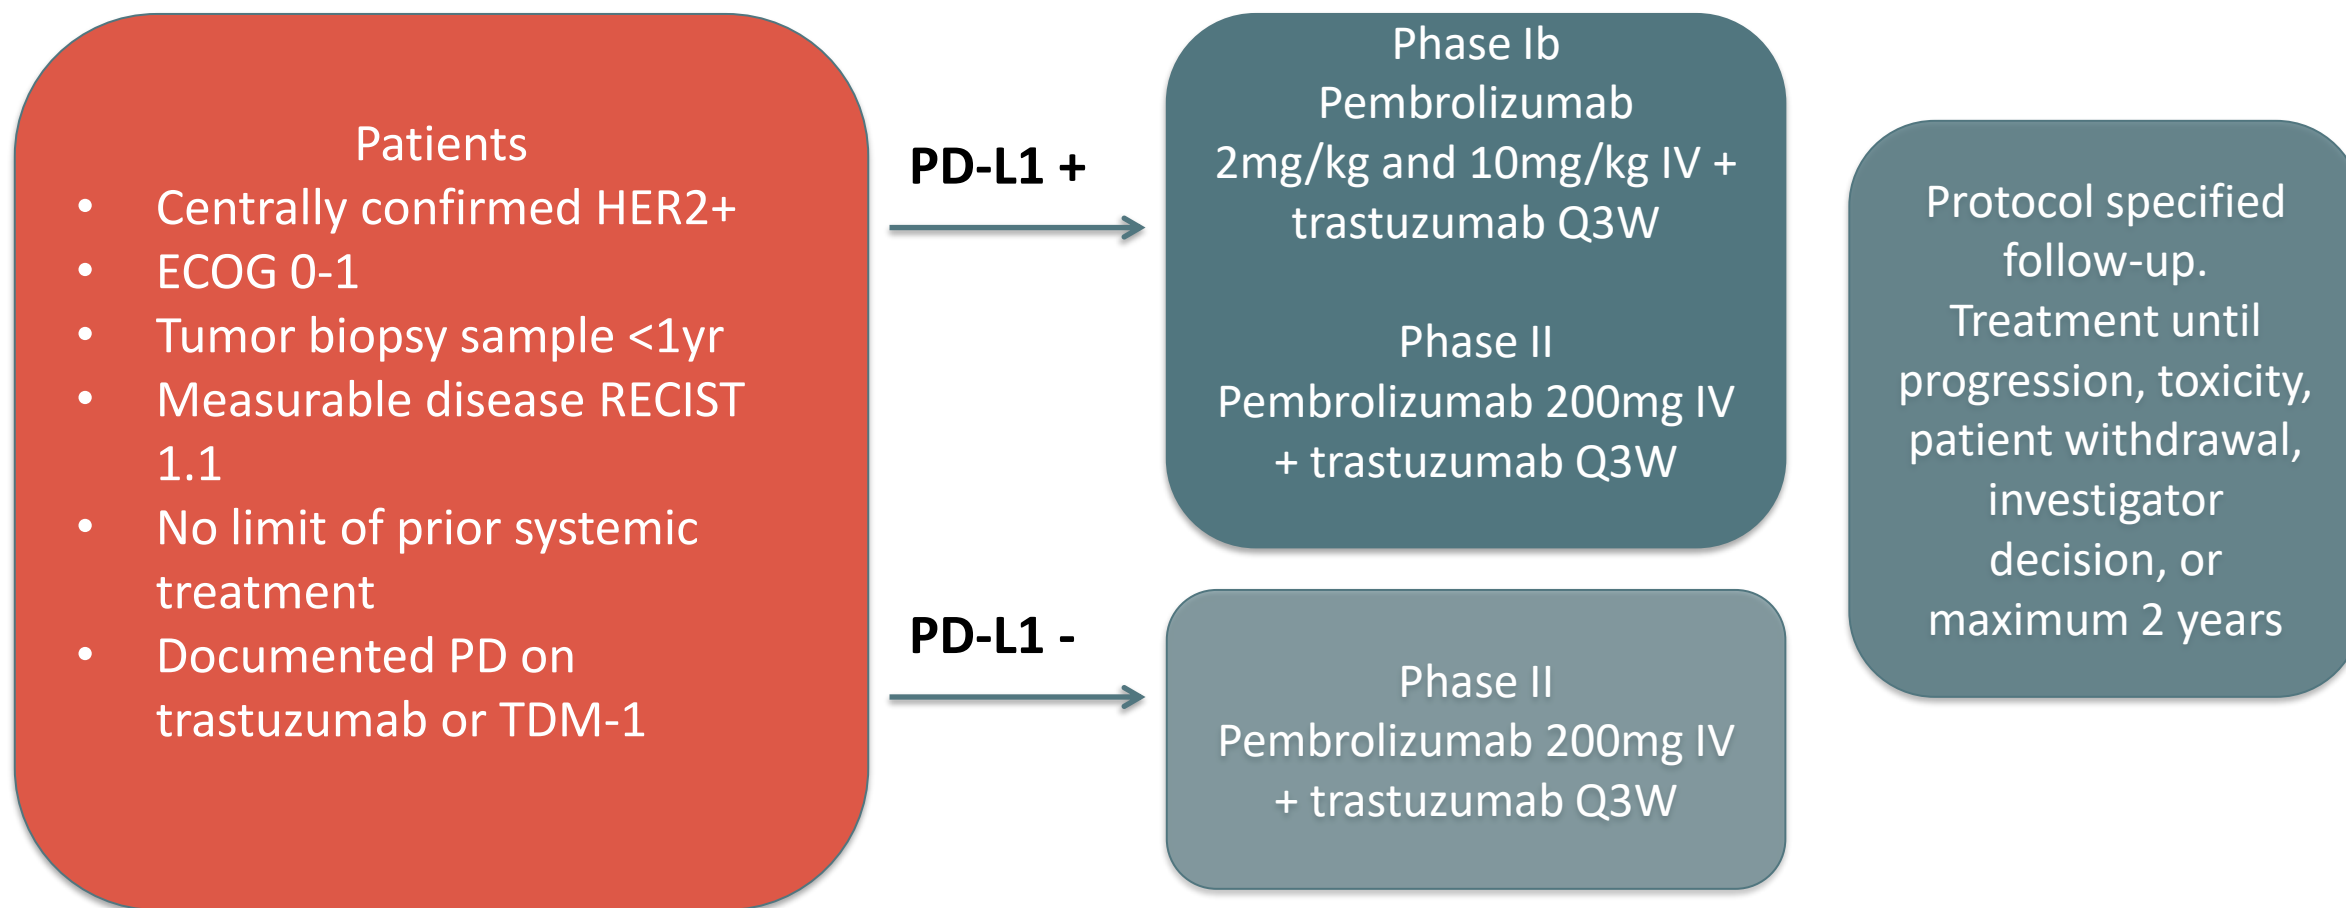 Patients
• Centrally confirmed HER2+
• ECOG 0-1
• Tumor biopsy sample <1yr
• Measurable disease RECIST
1.1
• No limit of prior systemic
treatment
• Documented PD on
trastuzumab or TDM-1
PD-L1 +
Phase Ib
Pembrolizumab
2mg/kg and 10mg/kg IV +
trastuzumab Q3W
Phase II
Pembrolizumab 200mg IV
+ trastuzumab Q3W
PD-L1 -
Phase II
Pembrolizumab 200mg IV
+ trastuzumab Q3W
Protocol specified
follow-up.
Treatment until
progression, toxicity,
patient withdrawal,
investigator
decision, or
maximum 2 years